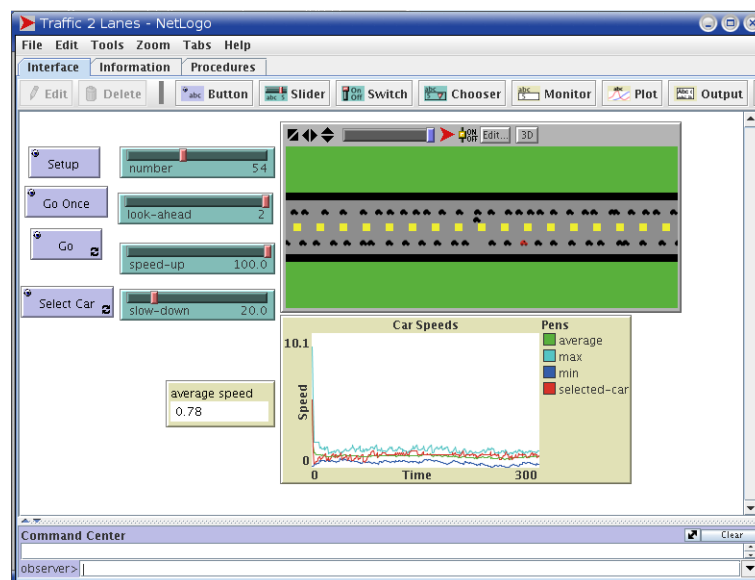 Traffic 2 Lanes - NetLogo
File Edit Tools Zoom Tabs Help
Interface Information Procedures
Edit Delete abc Button Slider Switch Chooser Monitor Plot Output
Setup
number 54
ON
OFF
Edit... 3D
Go Once
look-ahead 2
Go
speed-up 100.0
Select Car
slow-down 20.0
average speed
0.78
Car Speeds
Pens
10.1
average
max
min
selected-car
Speed
0
0 Time 300
Command Center Clear
observer>